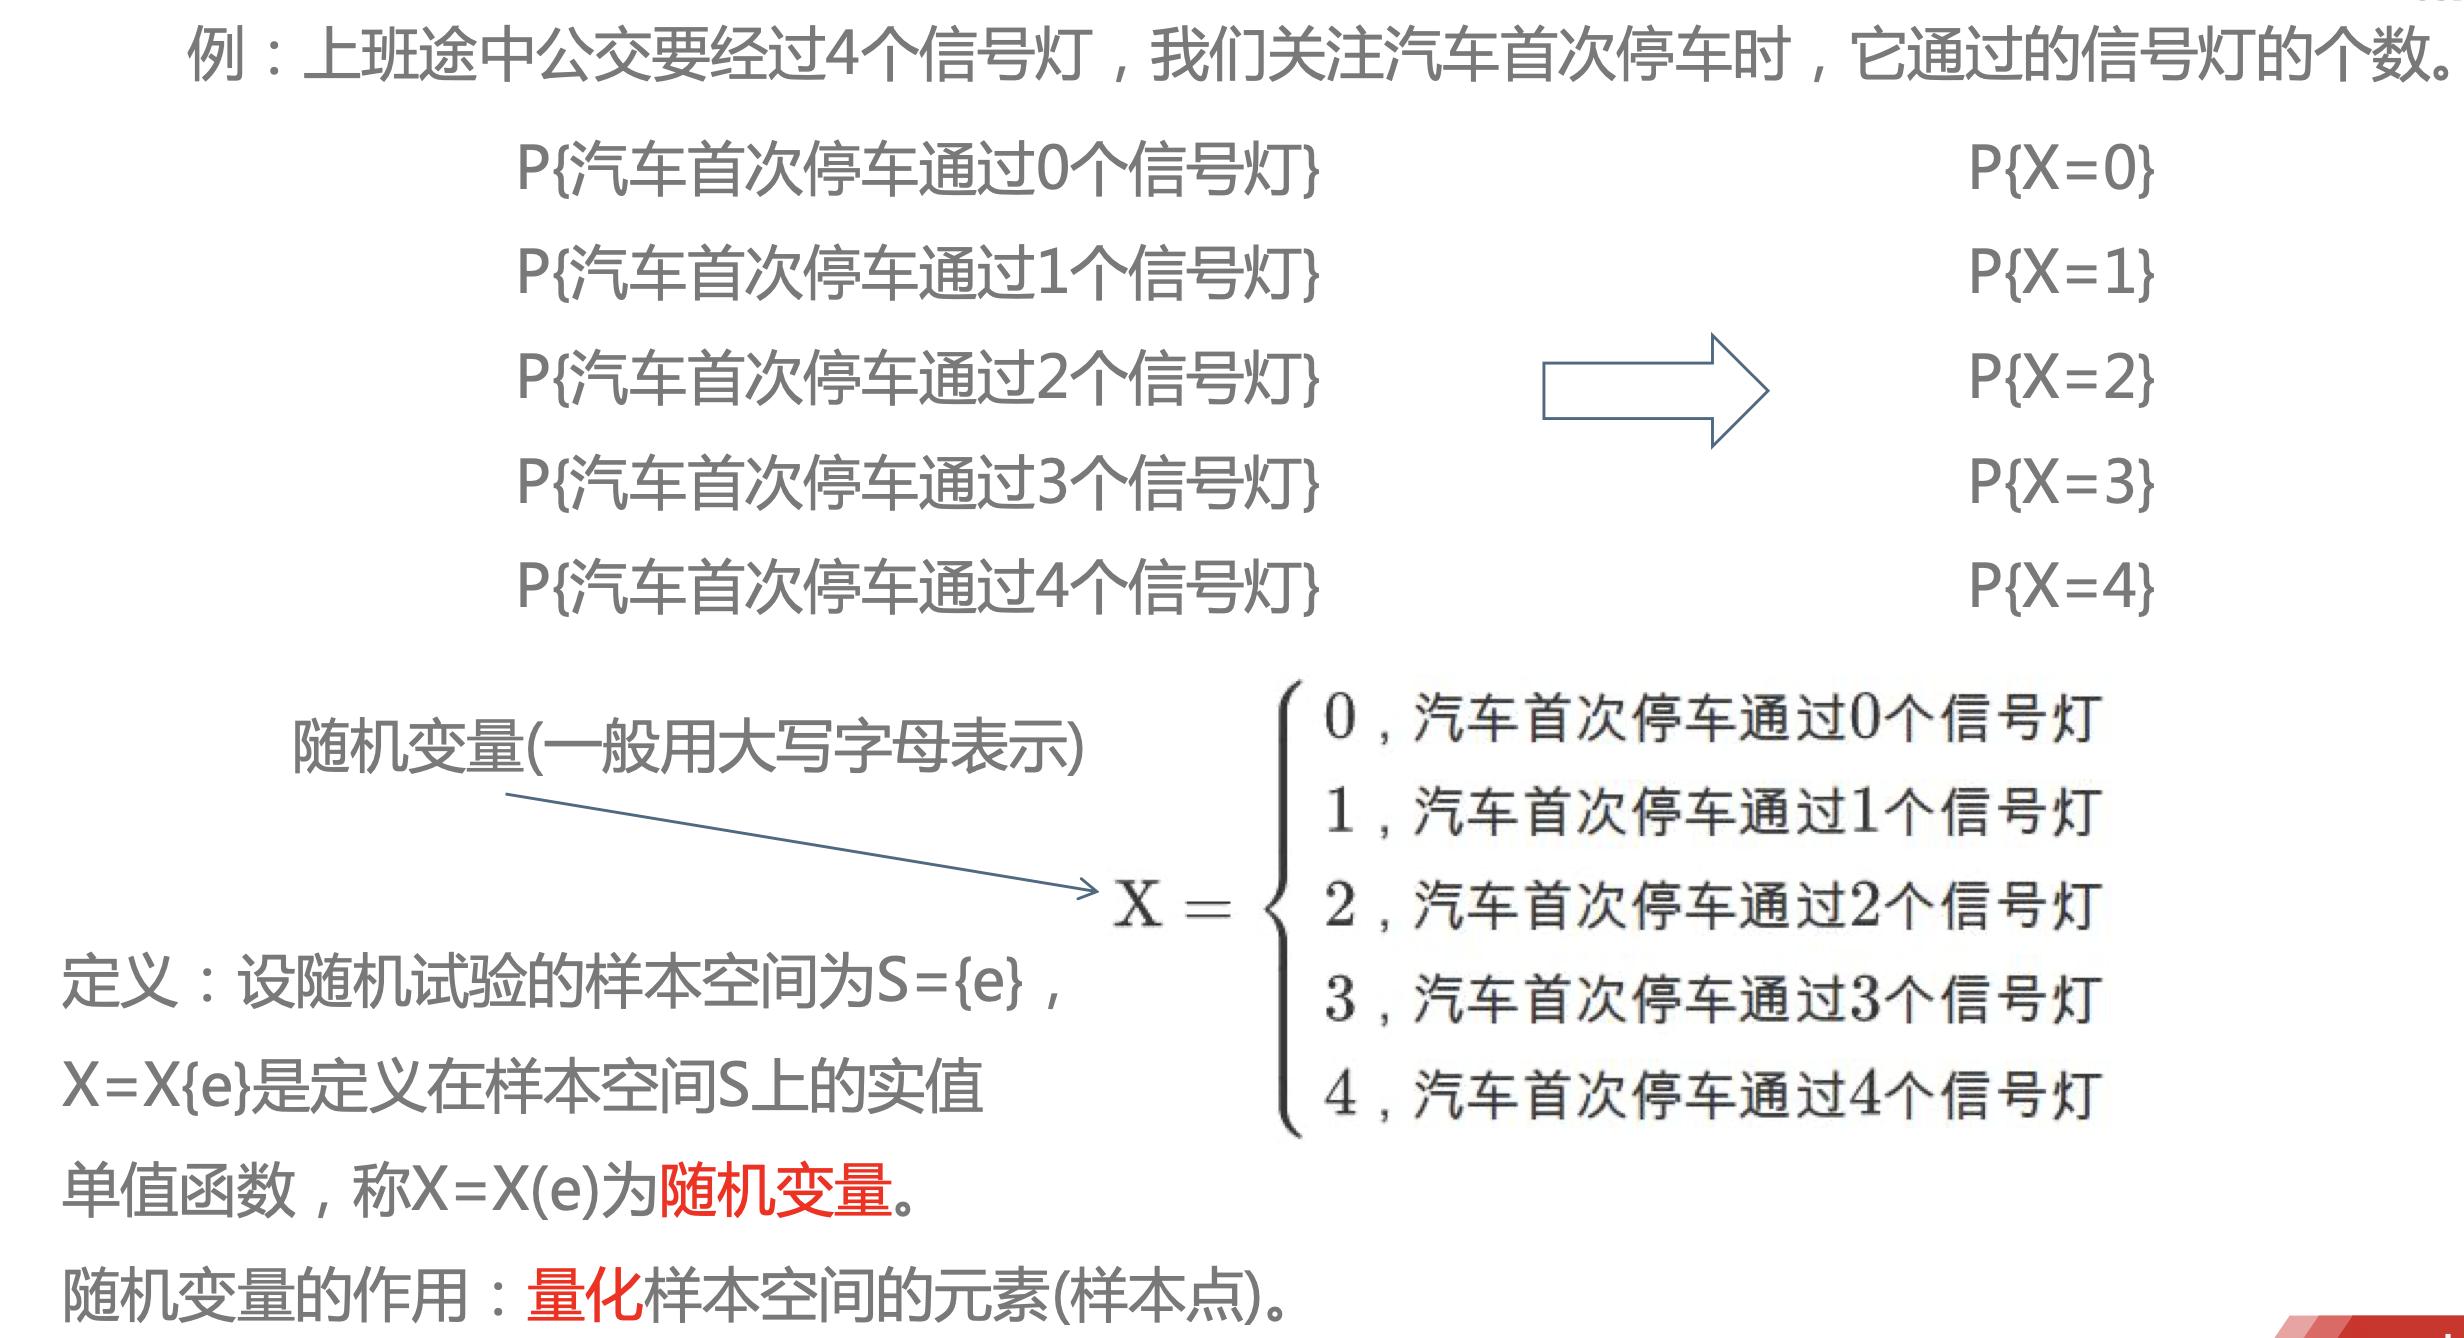 例：上班途中公交要经过4个信号灯，我们关注汽车首次停车时，它通过的信号灯的个数。
P{汽车首次停车通过0个信号灯}
P{X=0}
P{汽车首次停车通过1个信号灯}
P{X=1}
P{汽车首次停车通过2个信号灯}
P{X=2}
P{汽车首次停车通过3个信号灯}
P{X=3}
P{汽车首次停车通过4个信号灯}
P{X=4}
随机变量(一般用大写字母表示)
X =
0，汽车首次停车通过0个信号灯
1，汽车首次停车通过1个信号灯
2，汽车首次停车通过2个信号灯
3，汽车首次停车通过3个信号灯
4，汽车首次停车通过4个信号灯
定义：设随机试验的样本空间为S={e}，
X=X{e}是定义在样本空间S上的实值
单值函数，称X=X(e)为随机变量。
随机变量的作用：量化样本空间的元素(样本点)。